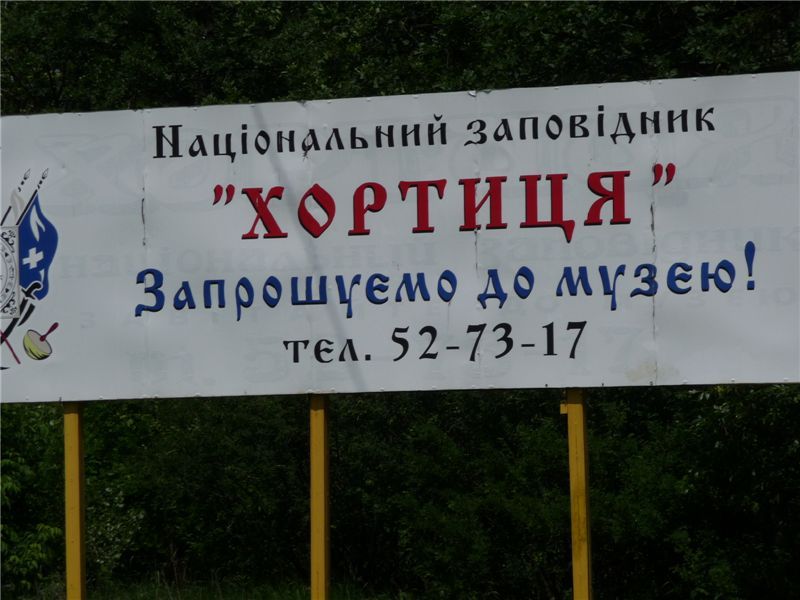 Національний заповідник
"ХОРТИЦЯ"
Запрошуємо до музею!
тел. 52-73-17